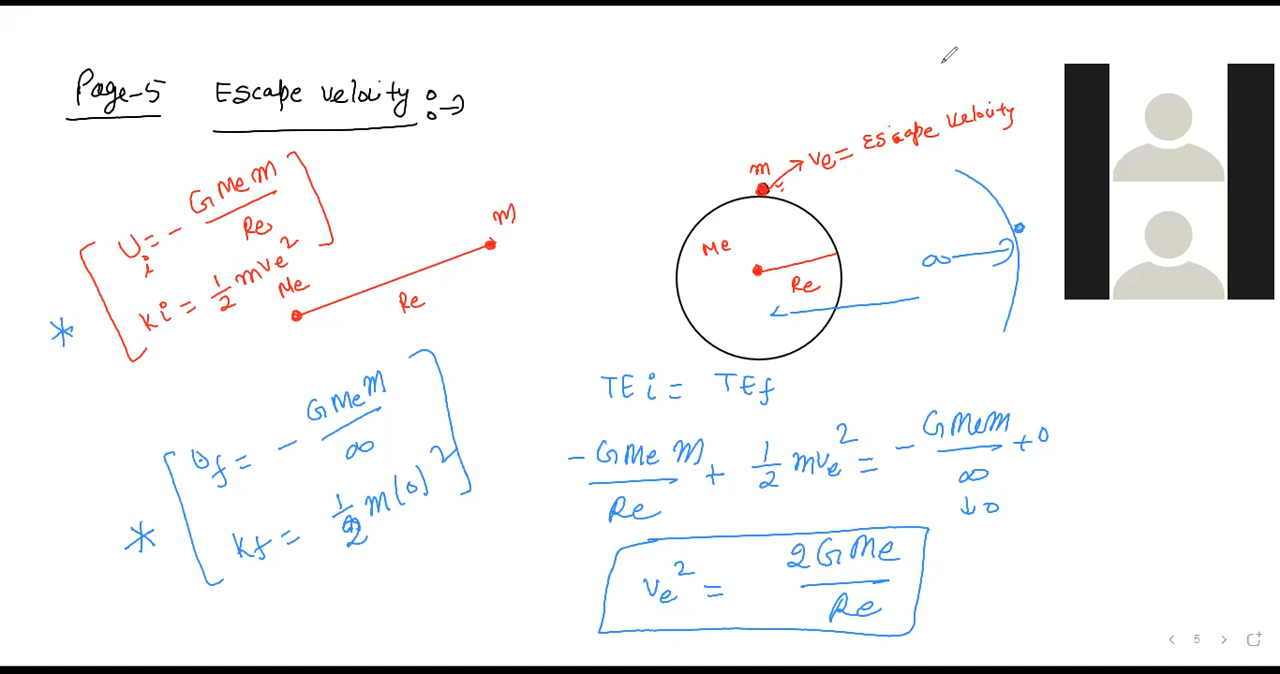 Page-5 Escape velocity :→
m
ve = Escape velocity
Me
Re
∞
Ui = - GMem/Re
Ki = 1/2 mve²
Me
Re
m
Uf = - GMem/∞
Kf = 1/2 m(0)²
TEi = TEf
-GMem/Re + 1/2 mve² = - GMem/∞ + 0
↓0
ve² = 2GMe/Re
5